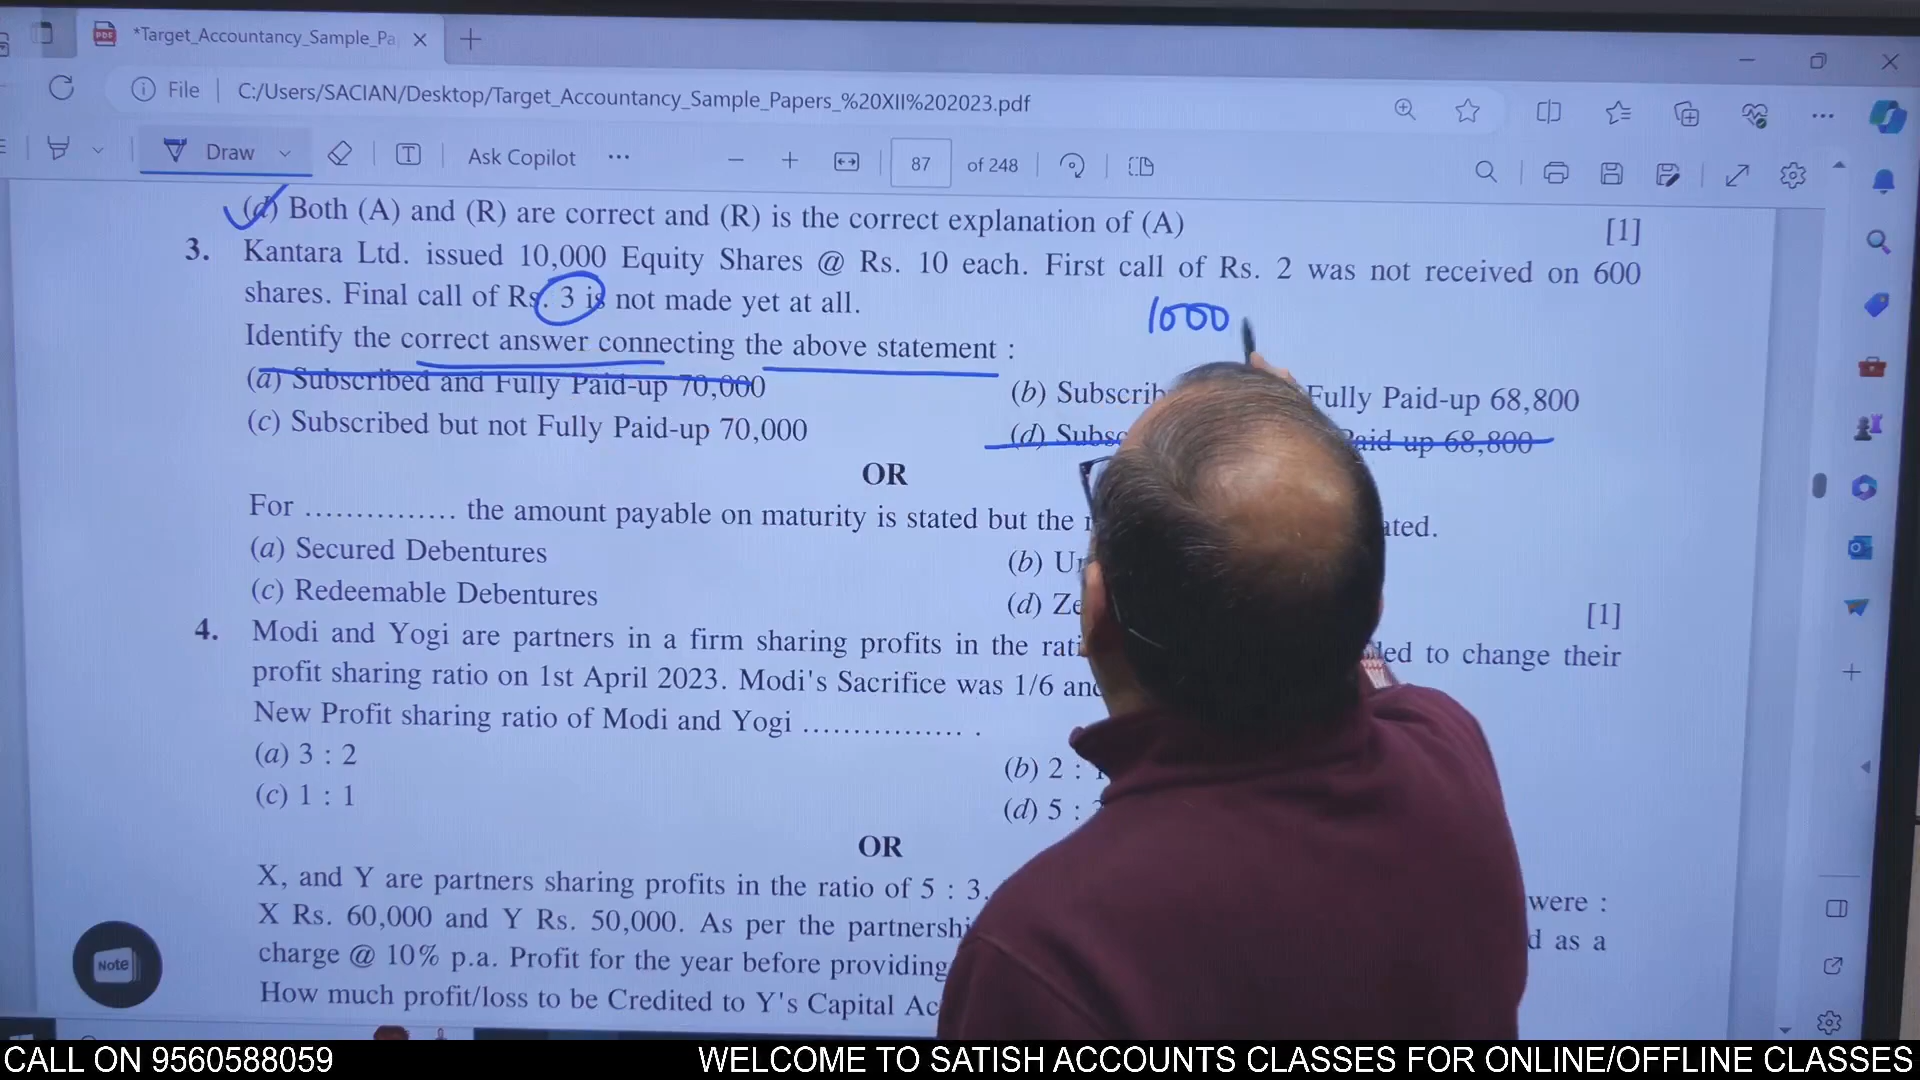 *Target_Accountancy_Sample_Pa
File C:/Users/SACIAN/Desktop/Target_Accountancy_Sample_Papers_%20XII%202023.pdf
Draw Ask Copilot 87 of 248
(d) Both (A) and (R) are correct and (R) is the correct explanation of (A) [1]
3. Kantara Ltd. issued 10,000 Equity Shares @ Rs. 10 each. First call of Rs. 2 was not received on 600
shares. Final call of Rs. 3 is not made yet at all.
1000
Identify the correct answer connecting the above statement :
(a) Subscribed and Fully Paid-up 70,000 (b) Subscrib Fully Paid-up 68,800
(c) Subscribed but not Fully Paid-up 70,000 (d) Subsc Paid up 68,800
OR
For ............... the amount payable on maturity is stated but the ated.
(a) Secured Debentures (b)
(c) Redeemable Debentures (d) Ze
[1]
4. Modi and Yogi are partners in a firm sharing profits in the rati ded to change their
profit sharing ratio on 1st April 2023. Modi's Sacrifice was 1/6 and
New Profit sharing ratio of Modi and Yogi ................ .
(a) 3 : 2 (b) 2 :
(c) 1 : 1 (d) 5 :
OR
X, and Y are partners sharing profits in the ratio of 5 : 3. were :
X Rs. 60,000 and Y Rs. 50,000. As per the partnershi d as a
charge @ 10% p.a. Profit for the year before providing
How much profit/loss to be Credited to Y's Capital Ac
Note
CALL ON 9560588059 WELCOME TO SATISH ACCOUNTS CLASSES FOR ONLINE/OFFLINE CLASSES